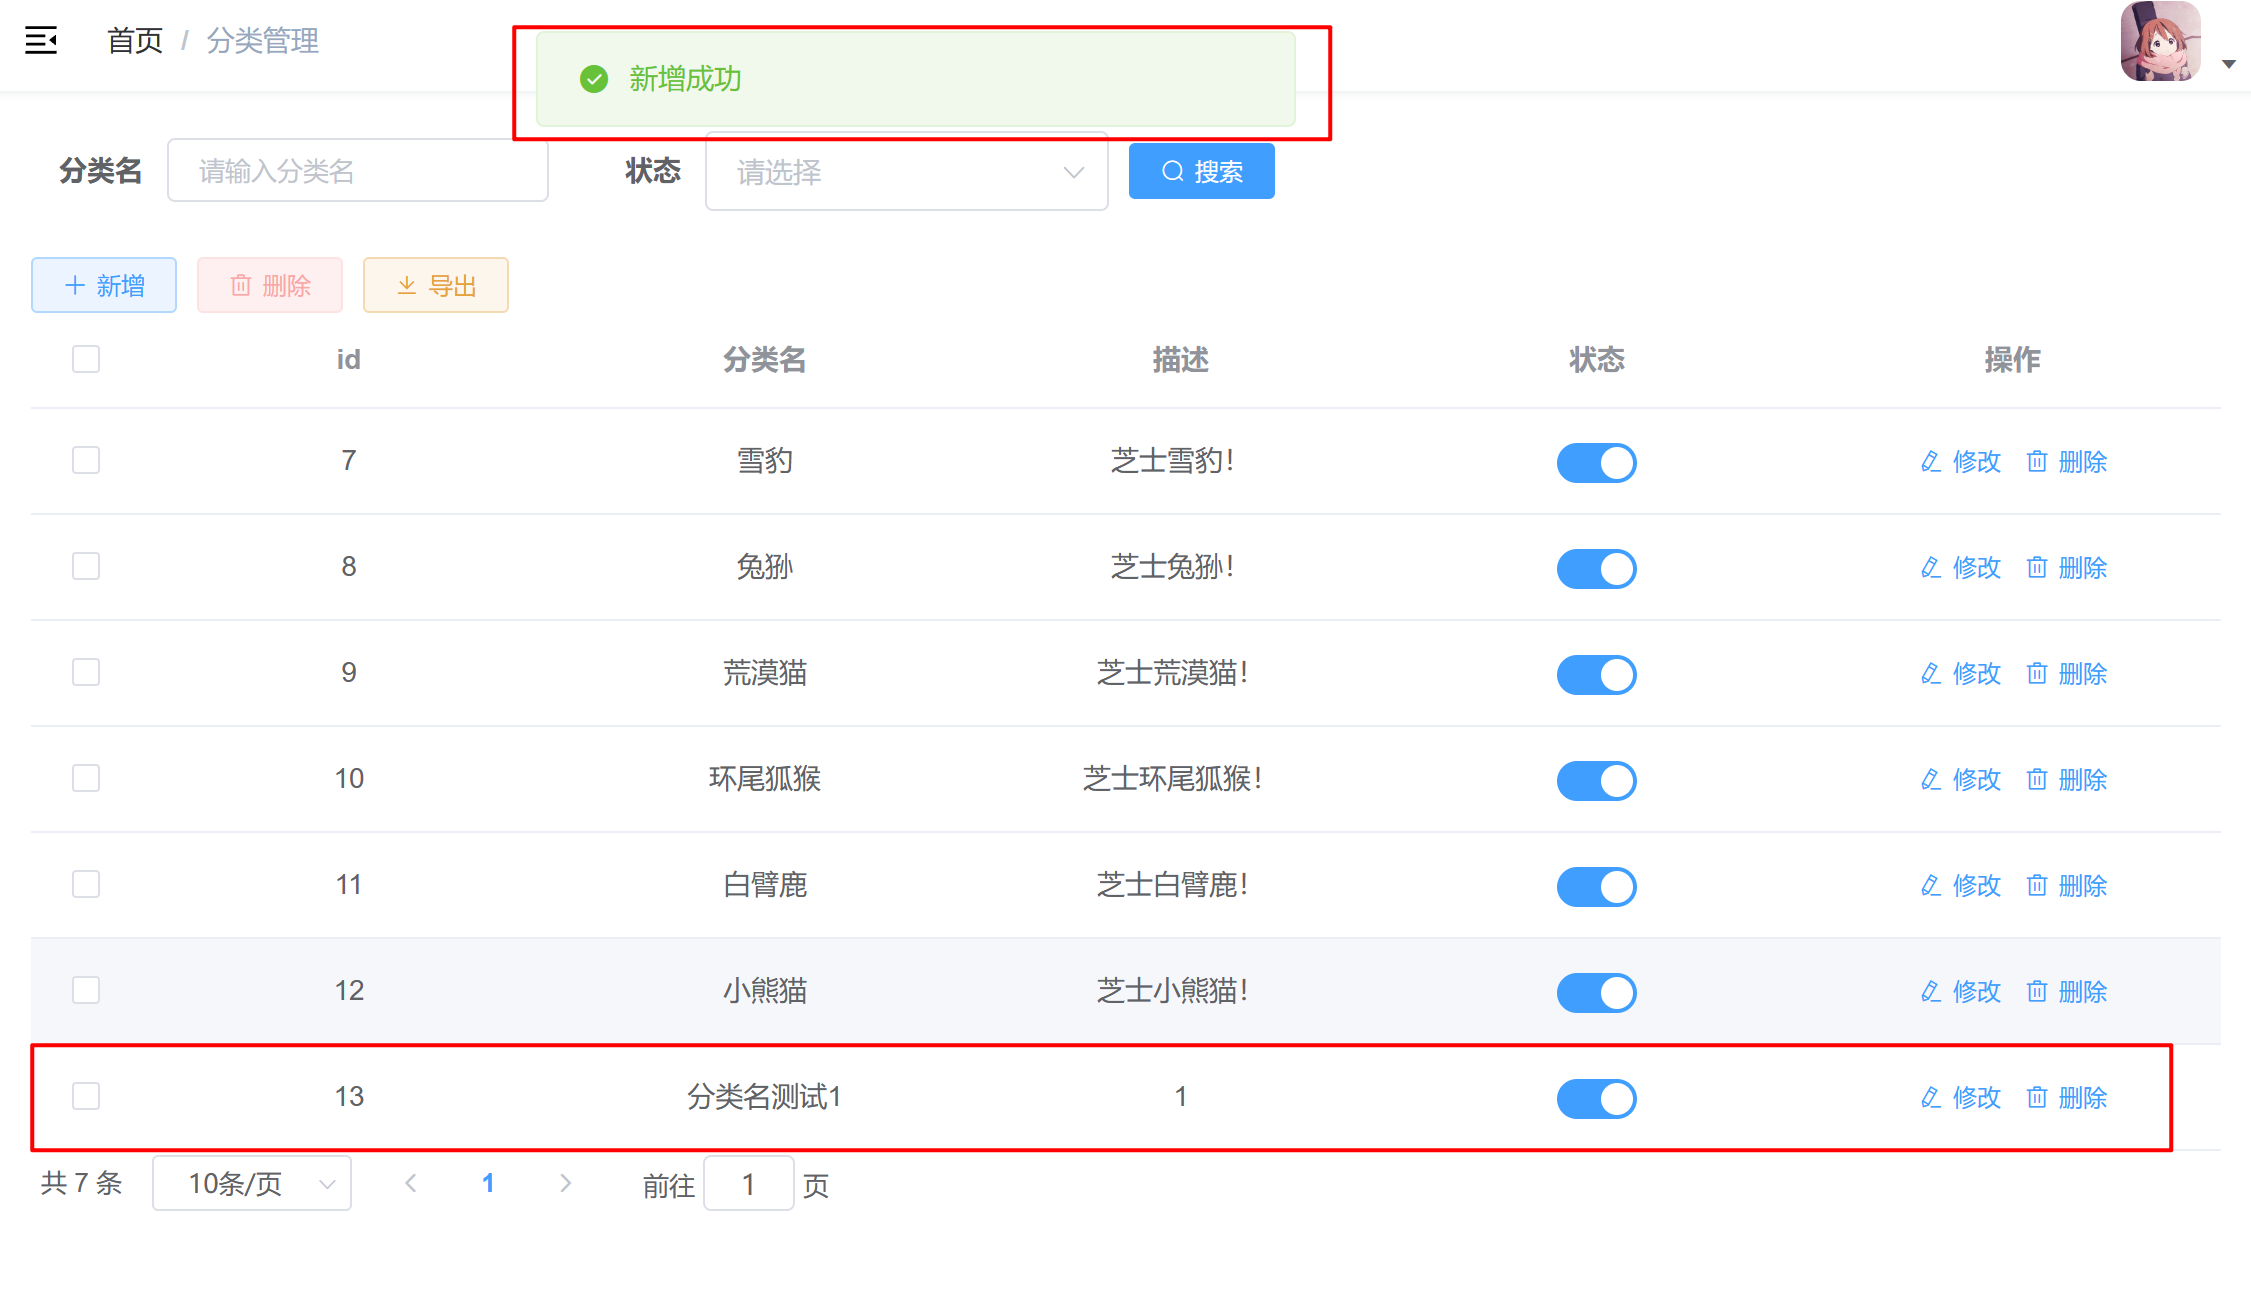 首页 / 分类管理
新增成功
分类名 请输入分类名 状态 请选择 搜索
新增 删除 导出
id 分类名 描述 状态 操作
7 雪豹 芝士雪豹! 修改 删除
8 兔狲 芝士兔狲! 修改 删除
9 荒漠猫 芝士荒漠猫! 修改 删除
10 环尾狐猴 芝士环尾狐猴! 修改 删除
11 白臂鹿 芝士白臂鹿! 修改 删除
12 小熊猫 芝士小熊猫! 修改 删除
13 分类名测试1 1 修改 删除
共 7 条 10条/页 1 前往 1 页